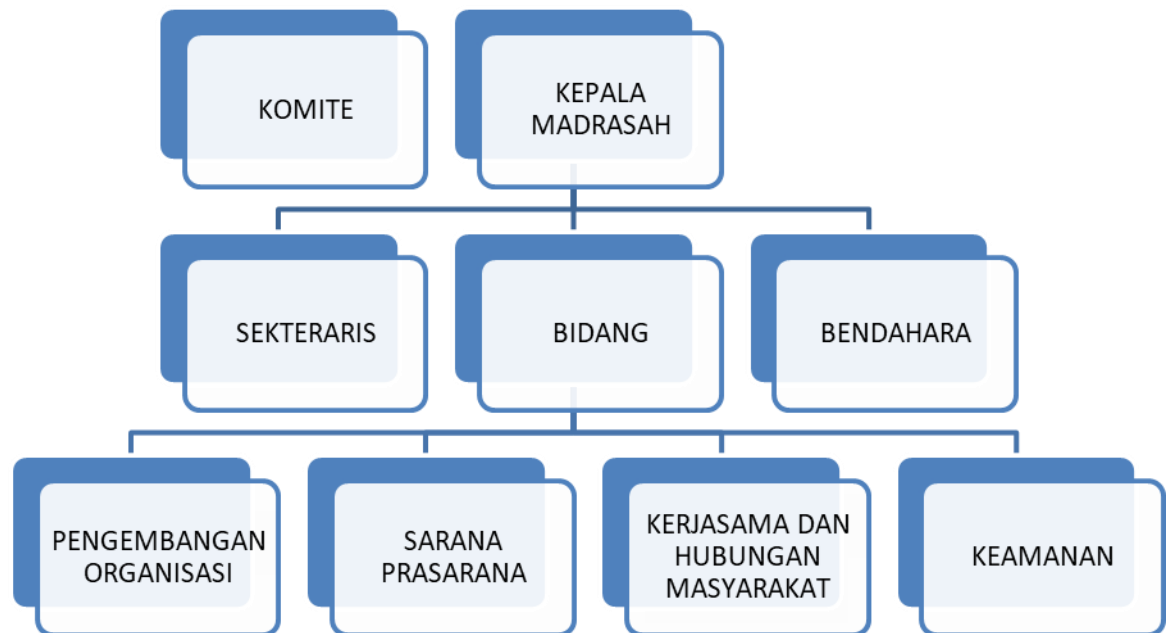 KOMITE
KEPALA
MADRASAH
SEKTERARIS
BIDANG
BENDAHARA
PENGEMBANGAN
ORGANISASI
SARANA
PRASARANA
KERJASAMA DAN
HUBUNGAN
MASYARAKAT
KEAMANAN